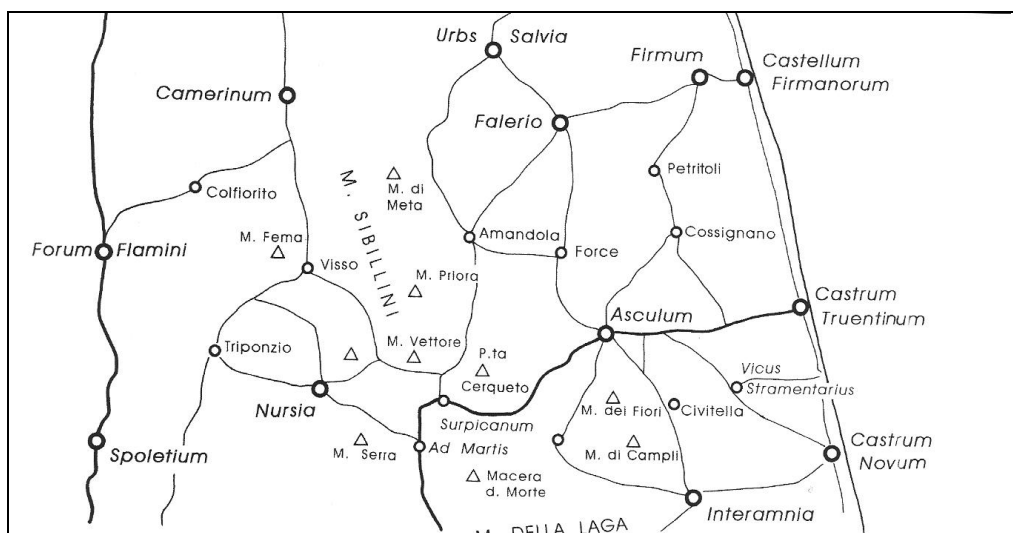 Urbs Salvia
Firmum
Castellum
Firmanorum
Camerinum
Falerio
Petritoli
M. di
Meta
Colfiorito
M. SIBILLINI
Amandola
Cossignano
Forum Flamini
M. Fema
Force
Visso
M. Priora
Castrum
Truentinum
Asculum
Triponzio
M. Vettore
P.ta
Cerqueto
Vicus
Stramentarius
Nursia
M. dei Fiori
Civitella
Surpicanum
Spoletium
M. Serra
Ad Martis
M. di Campli
Castrum
Novum
Macera
d. Morte
Interamnia
M. DELLA LAGA